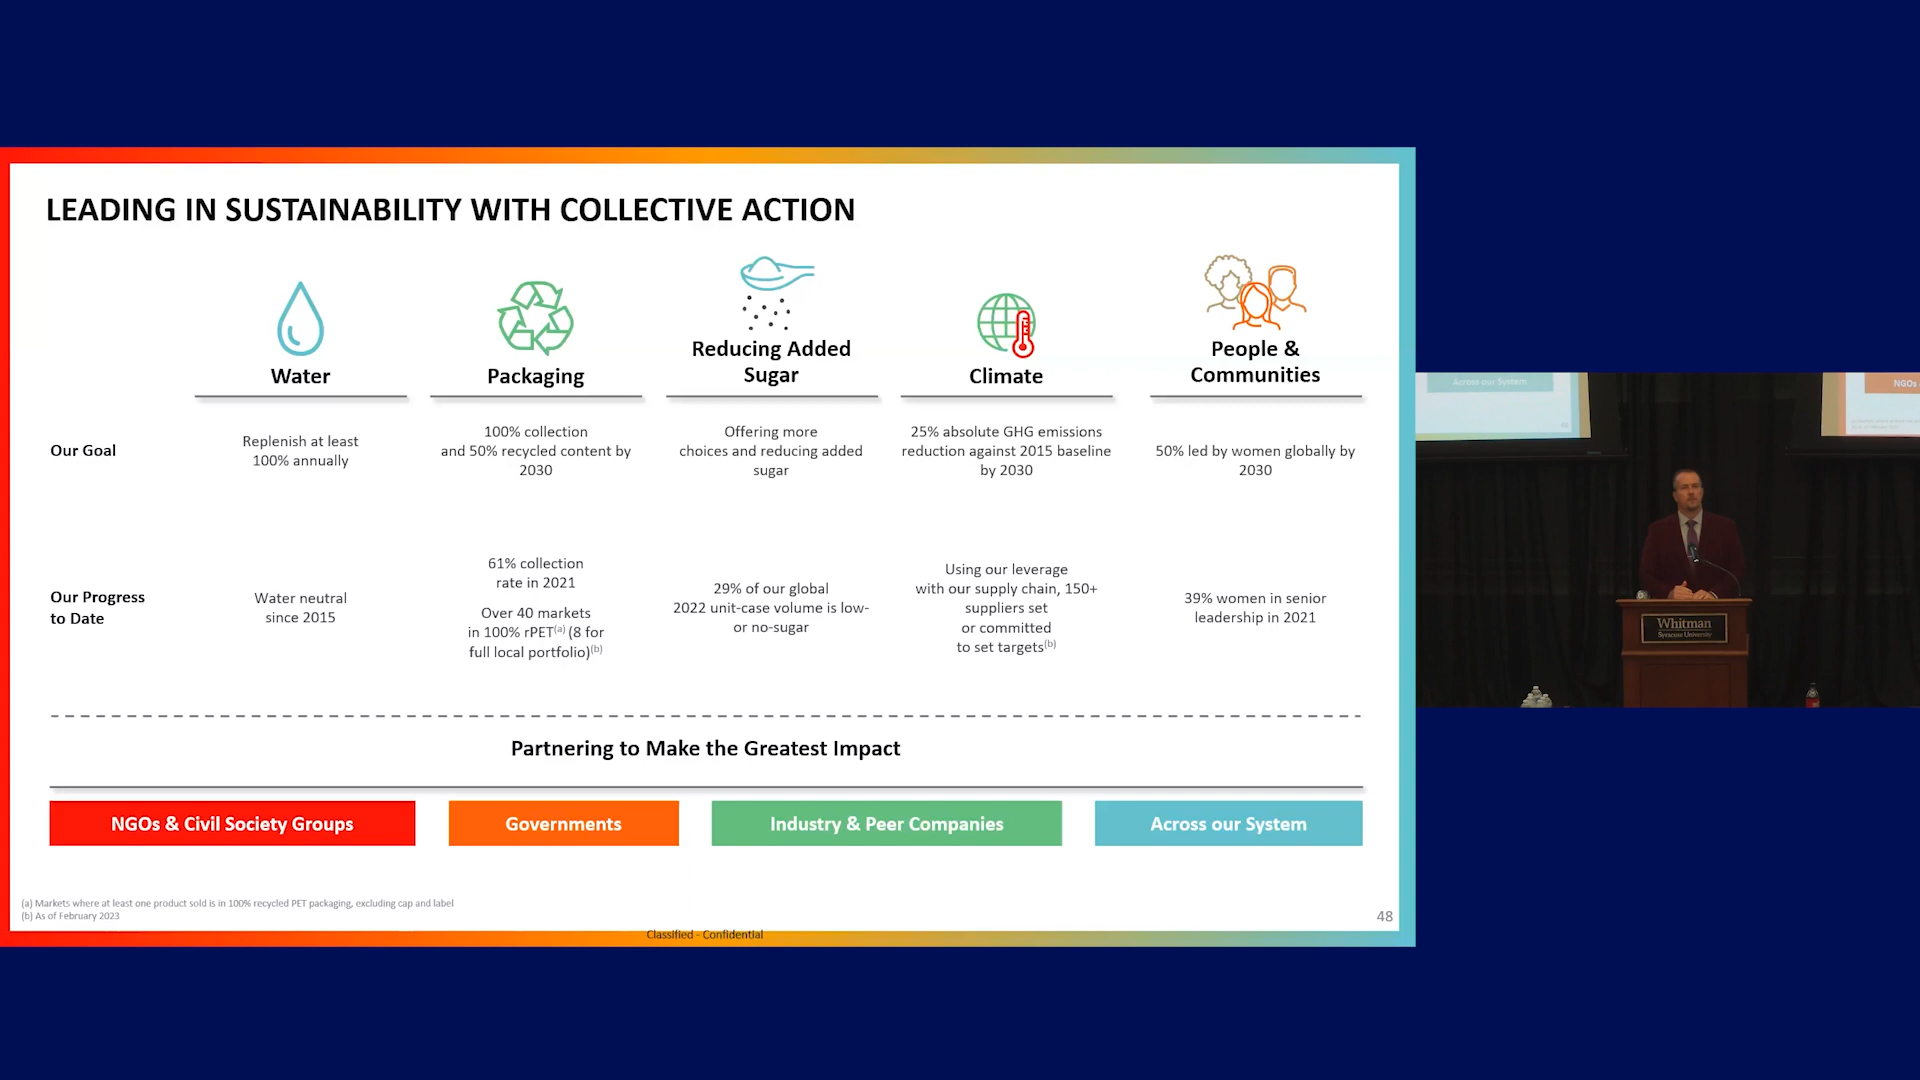 LEADING IN SUSTAINABILITY WITH COLLECTIVE ACTION
Water
Packaging
Reducing Added
Sugar
Climate
People &
Communities
Our Goal
Replenish at least
100% annually
100% collection
and 50% recycled content by
2030
Offering more
choices and reducing added
sugar
25% absolute GHG emissions
reduction against 2015 baseline
by 2030
50% led by women globally by
2030
Our Progress
to Date
Water neutral
since 2015
61% collection
rate in 2021
Over 40 markets
in 100% rPET(a) (8 for
full local portfolio)(b)
29% of our global
2022 unit-case volume is low-
or no-sugar
Using our leverage
with our supply chain, 150+
suppliers set
or committed
to set targets(b)
39% women in senior
leadership in 2021
Partnering to Make the Greatest Impact
NGOs & Civil Society Groups
Governments
Industry & Peer Companies
Across our System
(a) Markets where at least one product sold is in 100% recycled PET packaging, excluding cap and label
(b) As of February 2023
48
Classified - Confidential
Across our System
NGOs
Whitman
Syracuse University